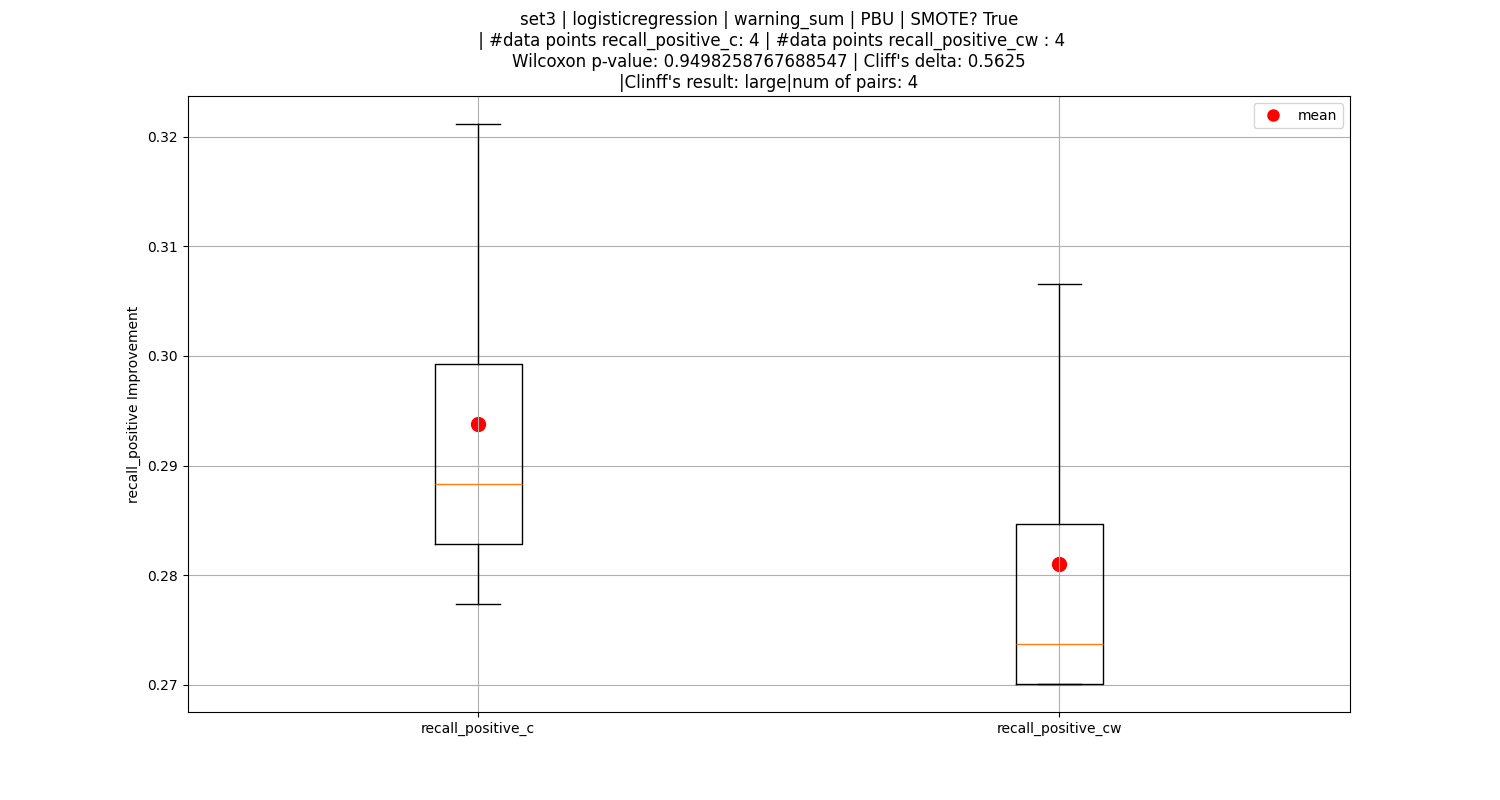 set3 | logisticregression | warning_sum | PBU | SMOTE? True
| #data points recall_positive_c: 4 | #data points recall_positive_cw : 4
Wilcoxon p-value: 0.9498258767688547 | Cliff's delta: 0.5625
|Clinff's result: large|num of pairs: 4
mean
0.32
0.31
0.30
0.29
0.28
0.27
recall_positive Improvement
recall_positive_c
recall_positive_cw